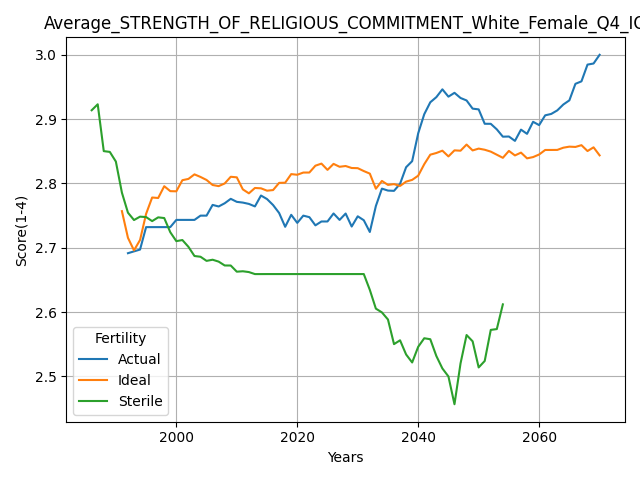 Average_STRENGTH_OF_RELIGIOUS_COMMITMENT_White_Female_Q4_IC
3.0
2.9
2.8
2.7
2.6
2.5
Score(1-4)
Fertility
Actual
Ideal
Sterile
2000 2020 2040 2060
Years